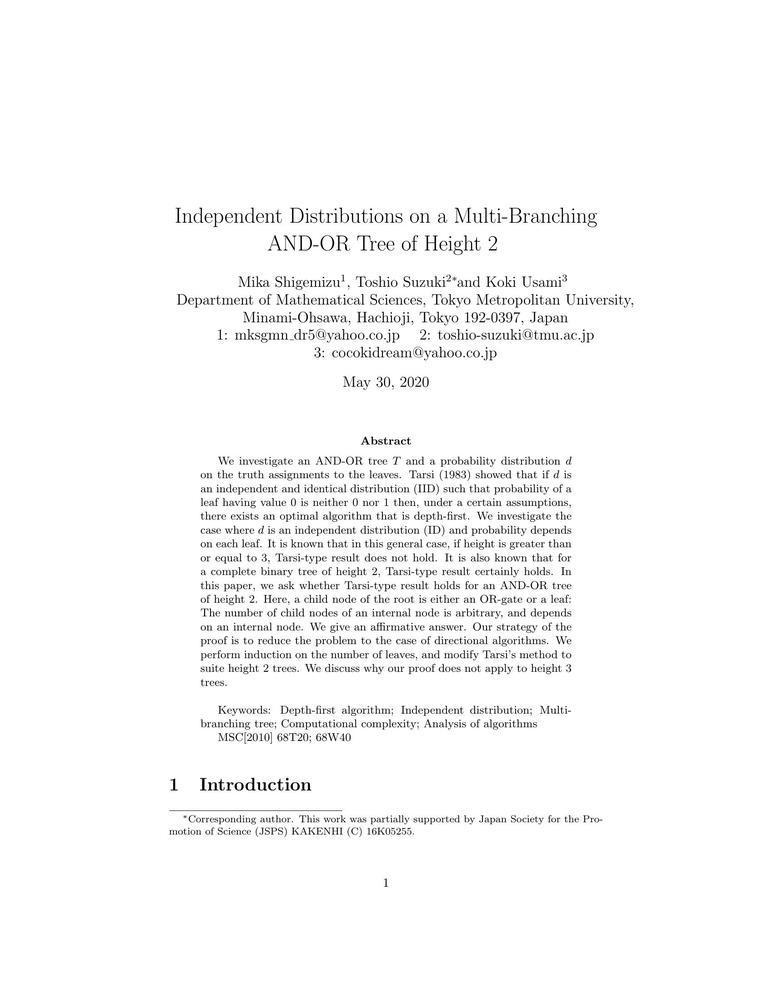 Independent Distributions on a Multi-Branching
AND-OR Tree of Height 2
Mika Shigemizu1, Toshio Suzuki2*and Koki Usami3
Department of Mathematical Sciences, Tokyo Metropolitan University,
Minami-Ohsawa, Hachioji, Tokyo 192-0397, Japan
1: mksgmn_dr5@yahoo.co.jp 2: toshio-suzuki@tmu.ac.jp
3: cocokidream@yahoo.co.jp
May 30, 2020
Abstract
We investigate an AND-OR tree T and a probability distribution d
on the truth assignments to the leaves. Tarsi (1983) showed that if d is
an independent and identical distribution (IID) such that probability of a
leaf having value 0 is neither 0 nor 1 then, under a certain assumptions,
there exists an optimal algorithm that is depth-first. We investigate the
case where d is an independent distribution (ID) and probability depends
on each leaf. It is known that in this general case, if height is greater than
or equal to 3, Tarsi-type result does not hold. It is also known that for
a complete binary tree of height 2, Tarsi-type result certainly holds. In
this paper, we ask whether Tarsi-type result holds for an AND-OR tree
of height 2. Here, a child node of the root is either an OR-gate or a leaf:
The number of child nodes of an internal node is arbitrary, and depends
on an internal node. We give an affirmative answer. Our strategy of the
proof is to reduce the problem to the case of directional algorithms. We
perform induction on the number of leaves, and modify Tarsi's method to
suite height 2 trees. We discuss why our proof does not apply to height 3
trees.
Keywords: Depth-first algorithm; Independent distribution; Multi-
branching tree; Computational complexity; Analysis of algorithms
MSC[2010] 68T20; 68W40
1 Introduction
*Corresponding author. This work was partially supported by Japan Society for the Pro-
motion of Science (JSPS) KAKENHI (C) 16K05255.
1